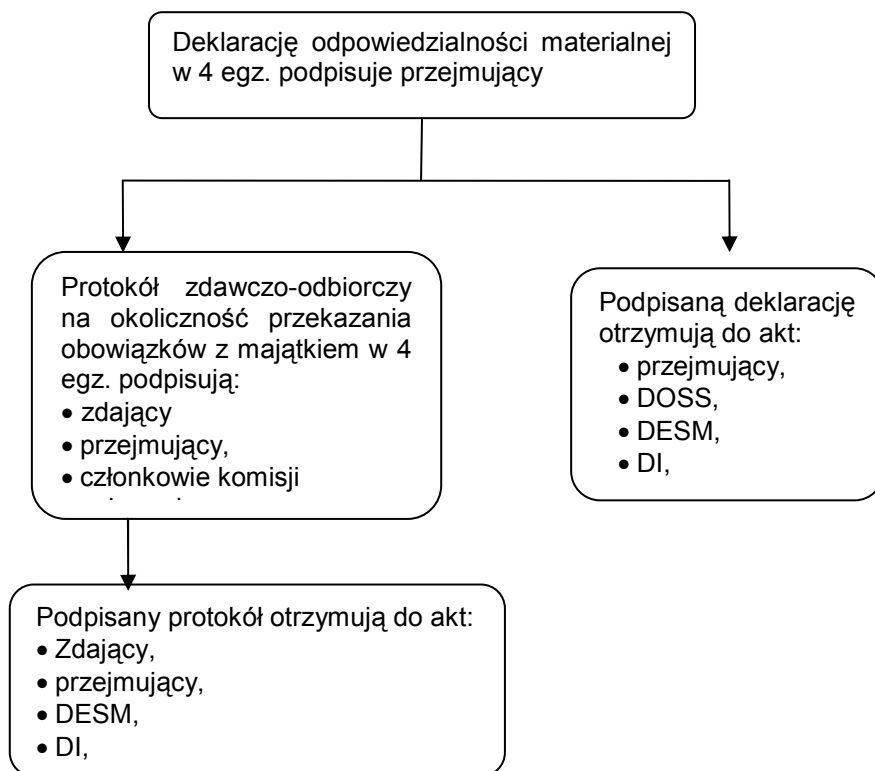 Deklarację odpowiedzialności materialnej
w 4 egz. podpisuje przejmujący
Protokół zdawczo-odbiorczy
na okoliczność przekazania
obowiązków z majątkiem w 4
egz. podpisują:
• zdający
• przejmujący,
• członkowie komisji
Podpisaną deklarację
otrzymują do akt:
• przejmujący,
• DOSS,
• DESM,
• DI,
Podpisany protokół otrzymują do akt:
• Zdający,
• przejmujący,
• DESM,
• DI,